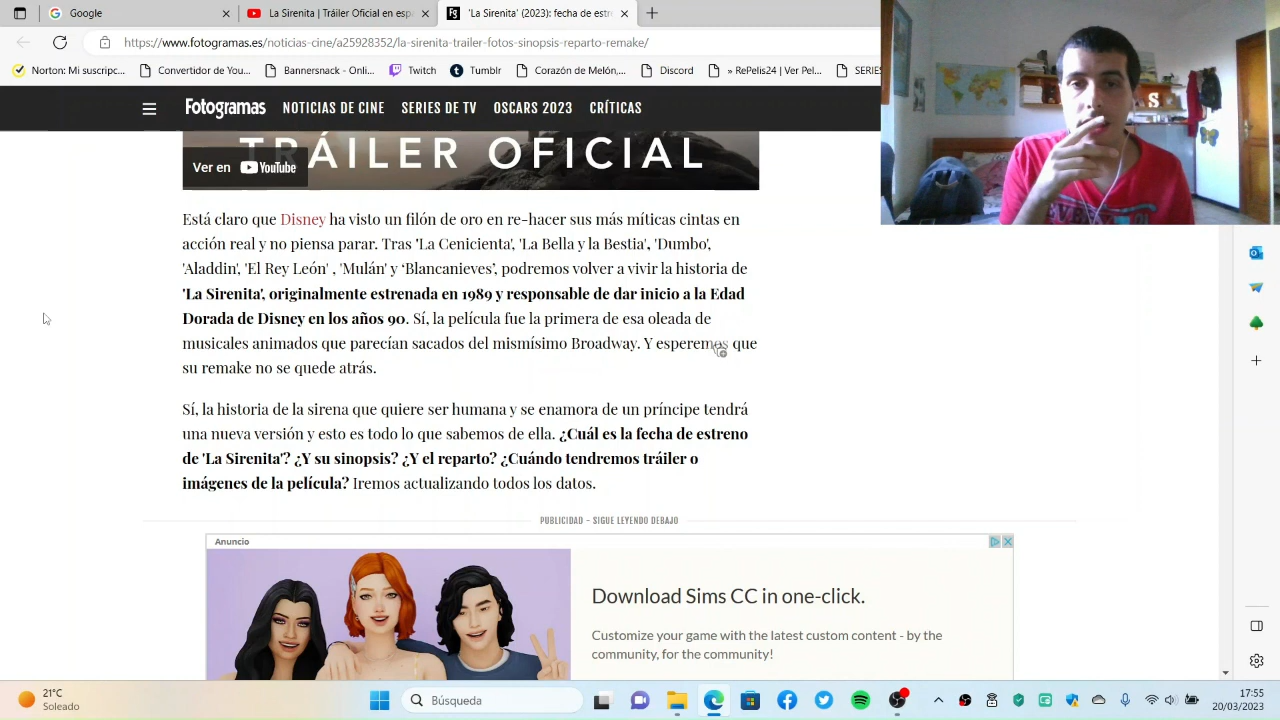 Google
La Sirenita | Tráiler Oficial en esp
'La Sirenita' (2023): fecha de estre
https://www.fotogramas.es/noticias-cine/a25928352/la-sirenita-trailer-fotos-sinopsis-reparto-remake/
Norton: Mi suscripc... Convertidor de You... Bannersnack · Onli... Twitch Tumblr Corazón de Melón,... Discord » RePelis24 | Ver Pel... SERIES
Fotogramas NOTICIAS DE CINE SERIES DE TV OSCARS 2023 CRÍTICAS
TRÁILER OFICIAL
Ver en YouTube
Está claro que Disney ha visto un filón de oro en re-hacer sus más míticas cintas en
acción real y no piensa parar. Tras 'La Cenicienta', 'La Bella y la Bestia', 'Dumbo',
'Aladdin', 'El Rey León' , 'Mulán' y ‘Blancanieves’, podremos volver a vivir la historia de
'La Sirenita', originalmente estrenada en 1989 y responsable de dar inicio a la Edad
Dorada de Disney en los años 90. Sí, la película fue la primera de esa oleada de
musicales animados que parecían sacados del mismísimo Broadway. Y esperemos que
su remake no se quede atrás.
Sí, la historia de la sirena que quiere ser humana y se enamora de un príncipe tendrá
una nueva versión y esto es todo lo que sabemos de ella. ¿Cuál es la fecha de estreno
de 'La Sirenita'? ¿Y su sinopsis? ¿Y el reparto? ¿Cuándo tendremos tráiler o
imágenes de la película? Iremos actualizando todos los datos.
PUBLICIDAD - SIGUE LEYENDO DEBAJO
Anuncio
Download Sims CC in one-click.
Customize your game with the latest custom content - by the
community, for the community!
21°C
Soleado
Búsqueda
17:55
20/03/2023